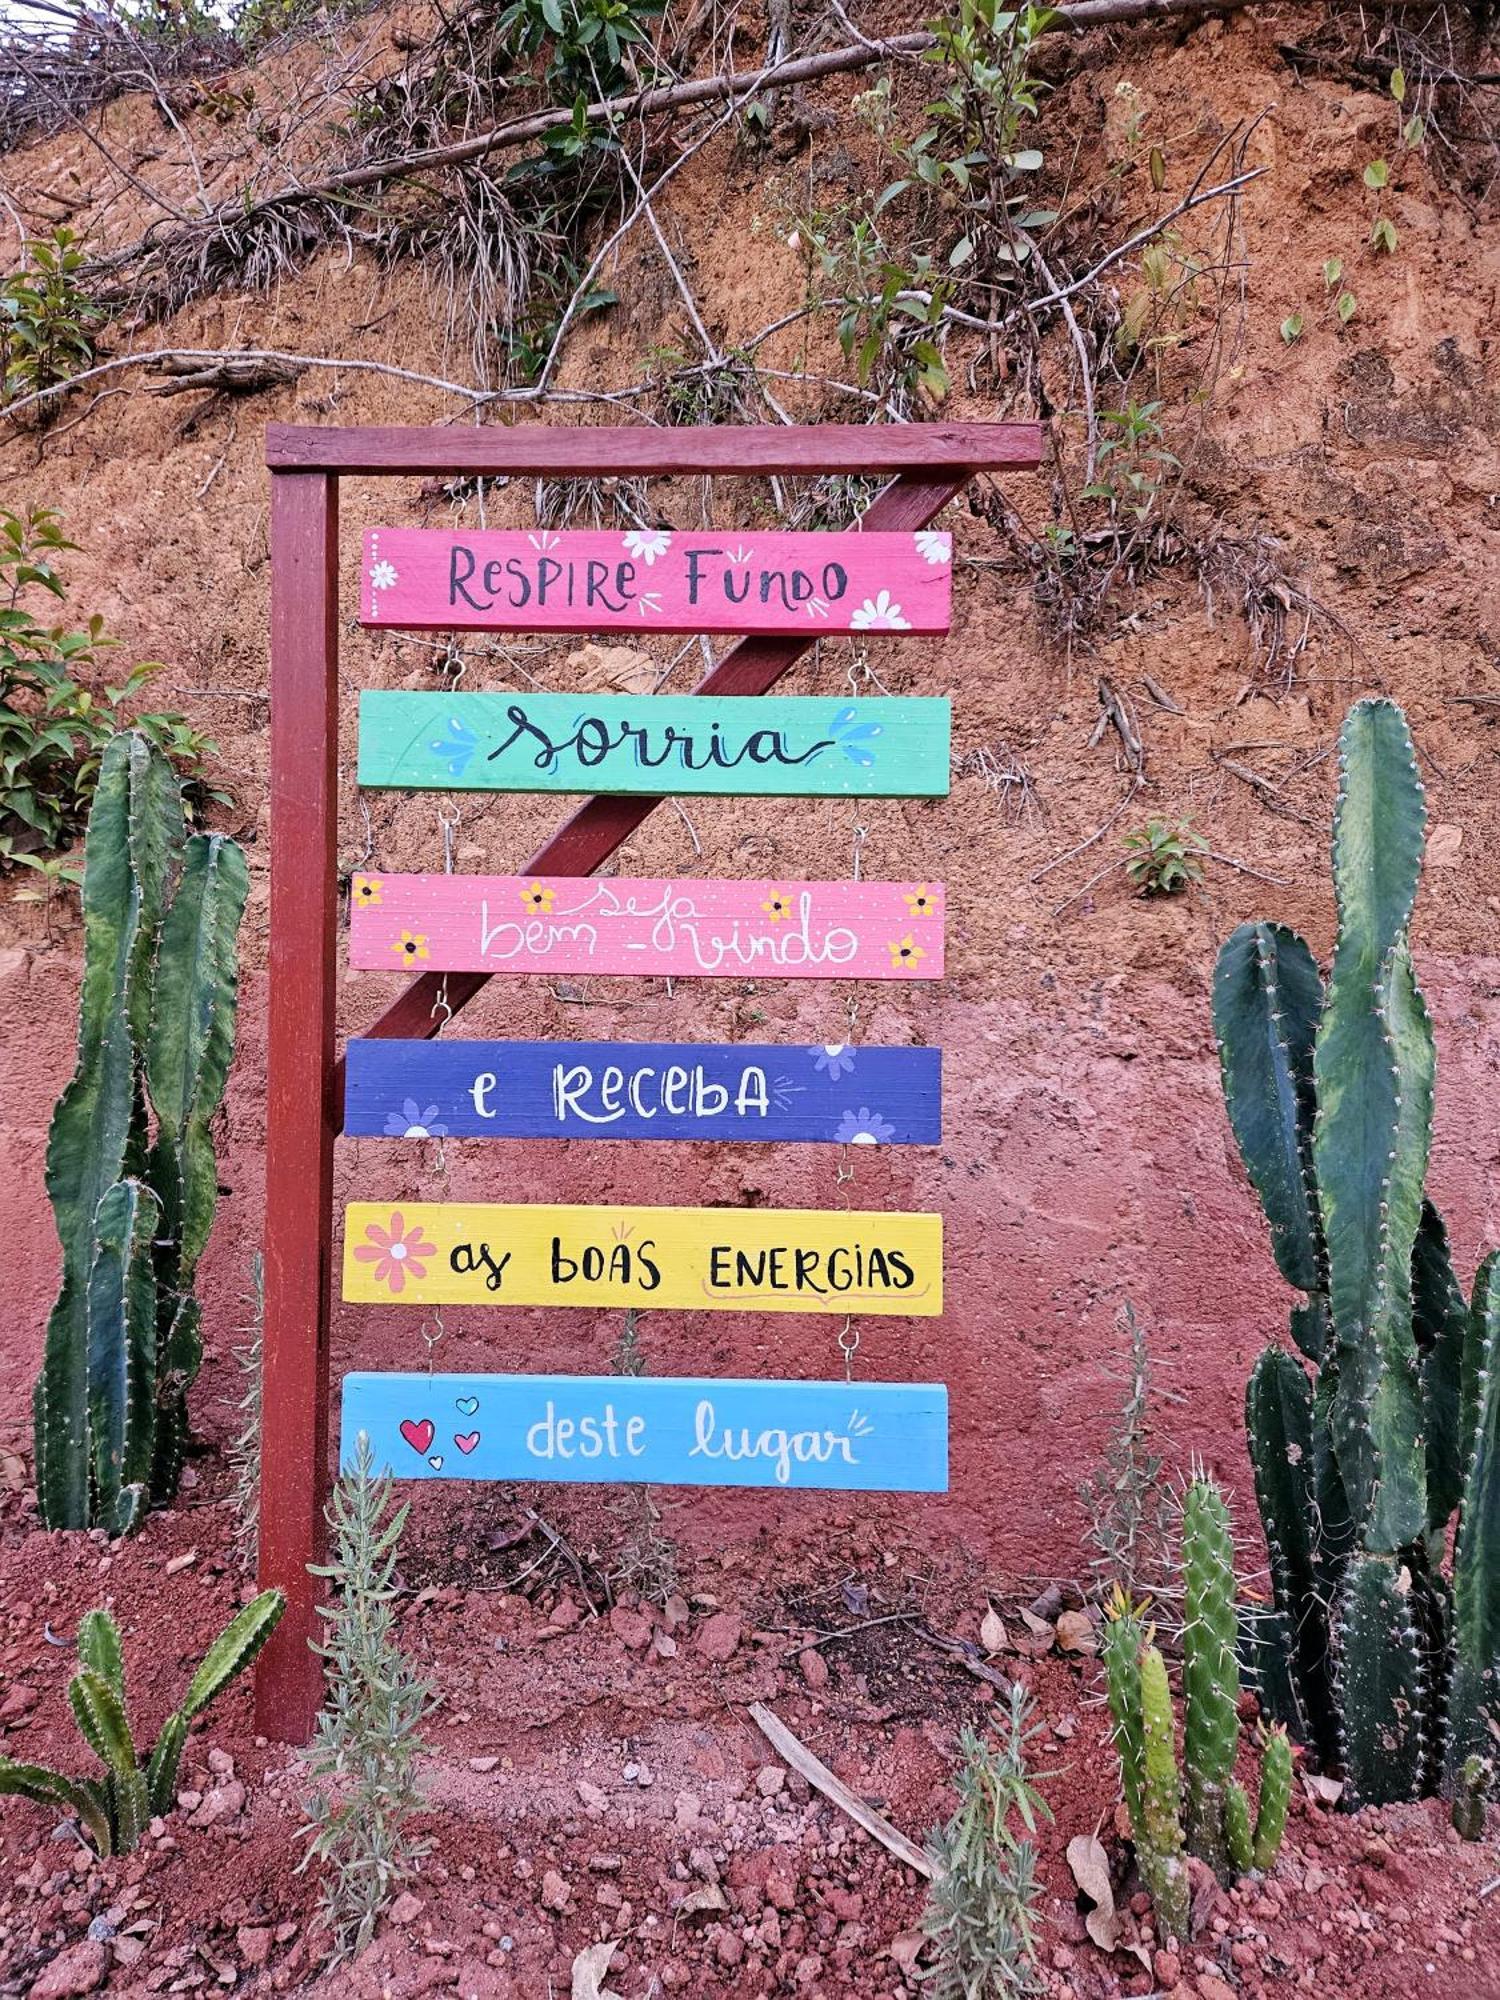 RESPIRE FUNDO
sorria
seja
bem-vindo
e RECEBA
as bOAS ENERGIAS
deste lugar